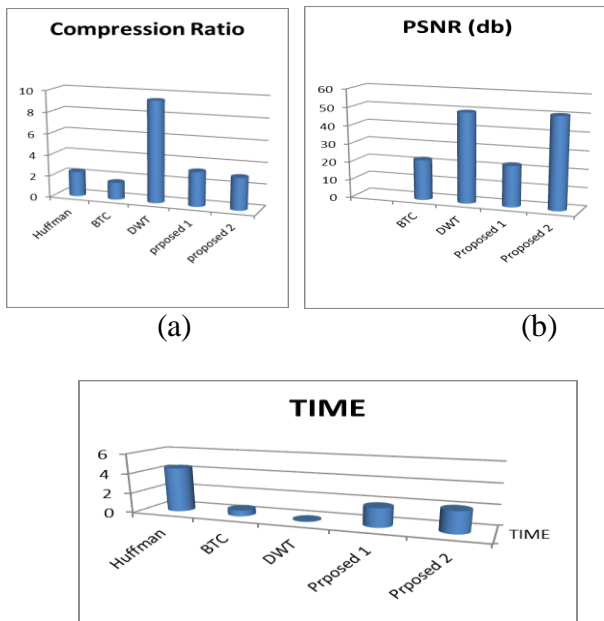 Compression Ratio
10
8
6
4
2
0
Huffman
BTC
DWT
prposed 1
proposed 2
(a)
PSNR (db)
60
50
40
30
20
10
0
BTC
DWT
Proposed 1
Proposed 2
(b)
TIME
6
4
2
0
Huffman
BTC
DWT
Prposed 1
Prposed 2
TIME